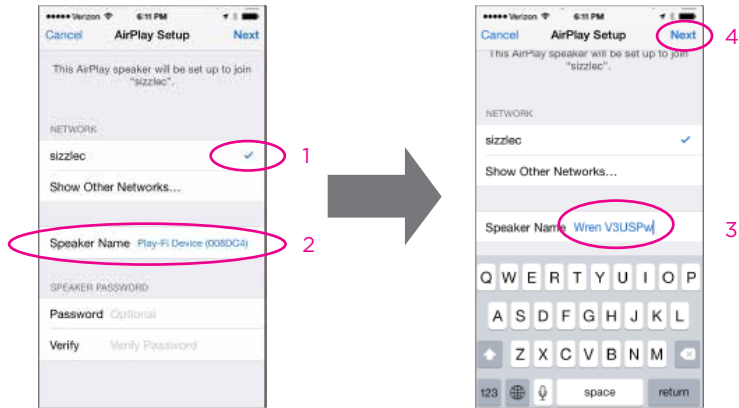 Verizon 6:11 PM
Cancel AirPlay Setup Next
This AirPlay speaker will be set up to join
"sizzlec".
NETWORK
sizzlec
1
Show Other Networks...
Speaker Name Play-Fi Device (008DC4)
2
SPEAKER PASSWORD
Password Optional
Verify Verify Password
Verizon 6:11 PM
Cancel AirPlay Setup Next
4
This AirPlay speaker will be set up to join
"sizzlec".
NETWORK
sizzlec
Show Other Networks...
Speaker Name Wren V3USPw
3
Q W E R T Y U I O P
A S D F G H J K L
Z X C V B N M
123 space return